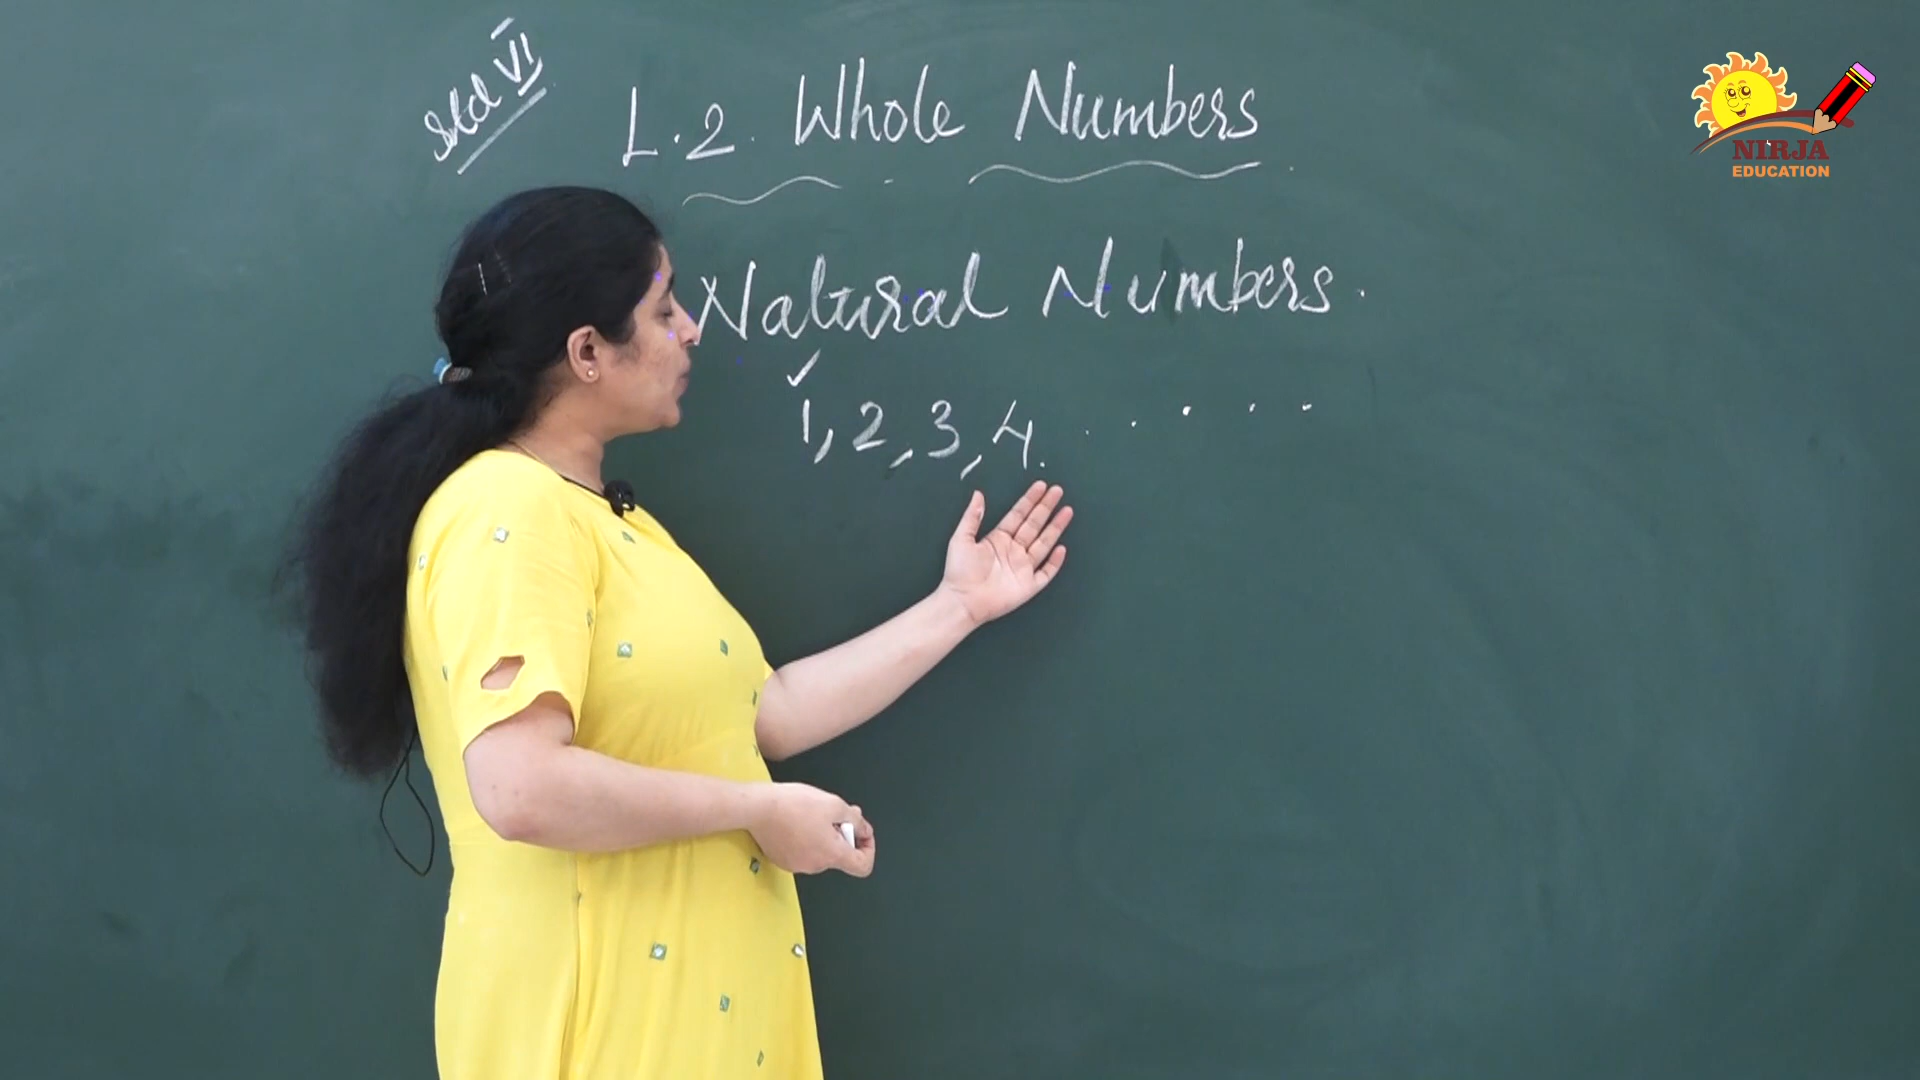 Std VI
L.2. Whole Numbers
Natural Numbers.
1, 2, 3, 4. . . . . . .
NIRJA
EDUCATION